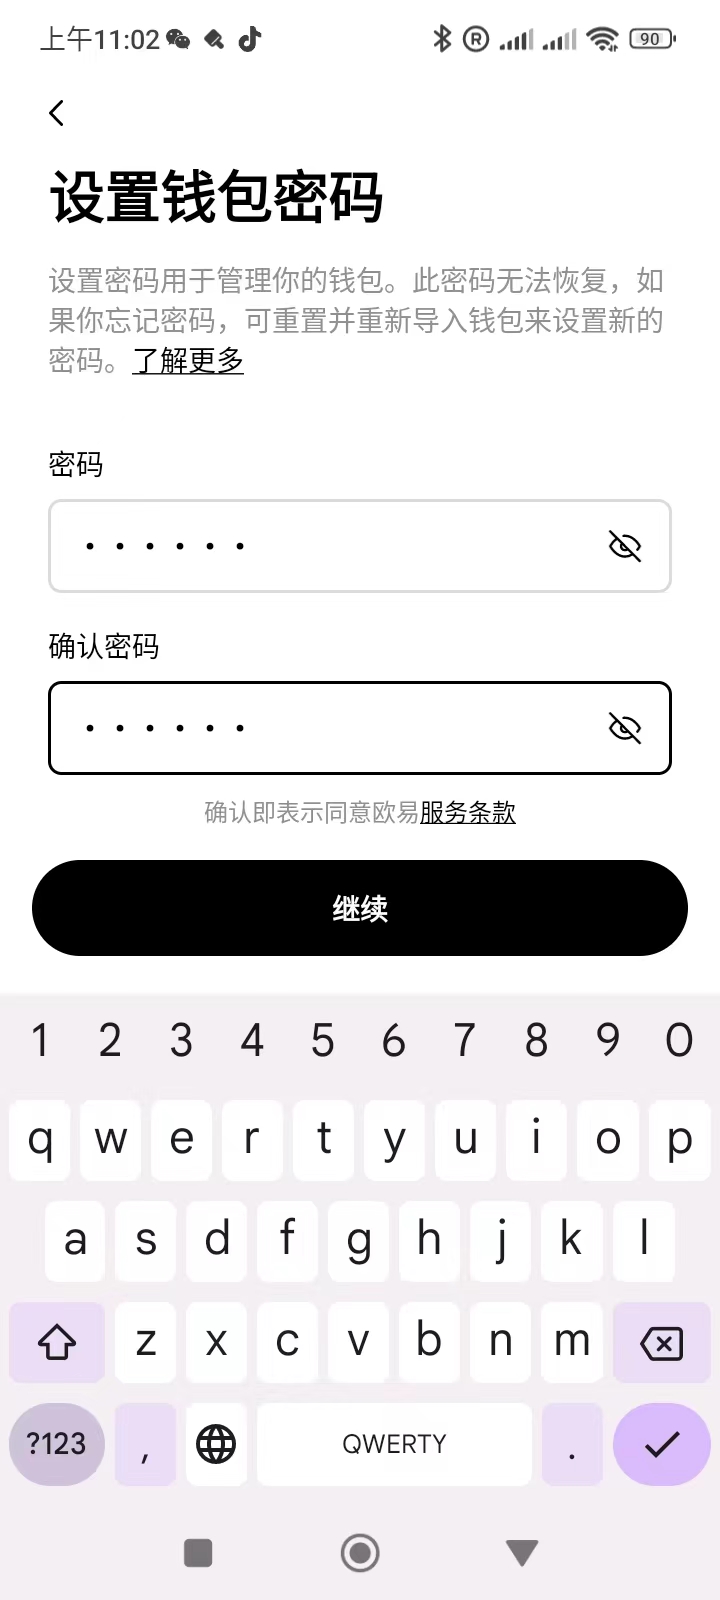 上午11:02
90
设置钱包密码
设置密码用于管理你的钱包。此密码无法恢复，如
果你忘记密码，可重置并重新导入钱包来设置新的
密码。了解更多
密码
••••••
确认密码
••••••
确认即表示同意欧易服务条款
继续
1 2 3 4 5 6 7 8 9 0
q w e r t y u i o p
a s d f g h j k l
z x c v b n m
?123 , QWERTY .